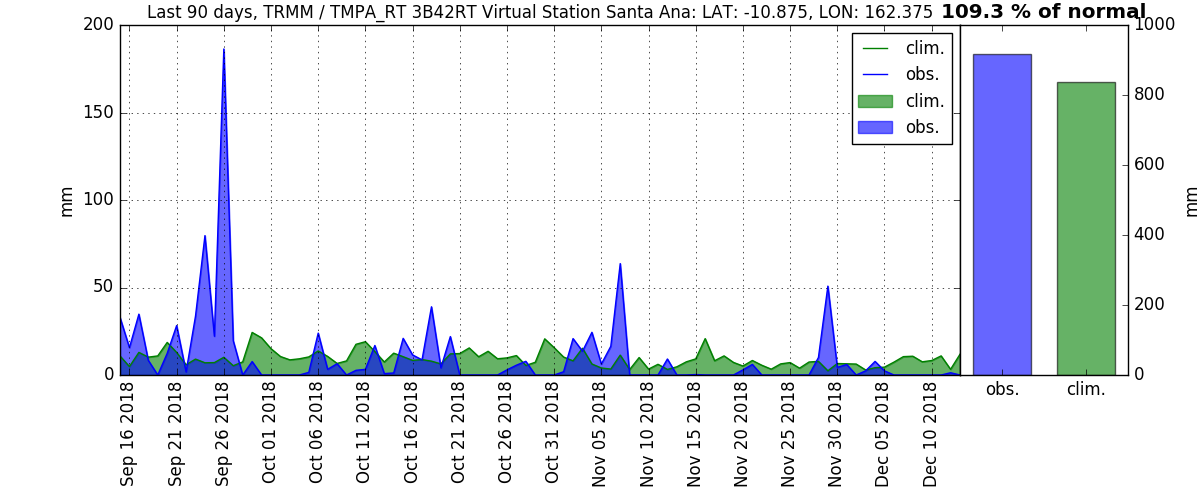 Last 90 days, TRMM / TMPA_RT 3B42RT Virtual Station Santa Ana: LAT: -10.875, LON: 162.375 109.3 % of normal
200
150
100
50
0
mm
clim.
obs.
clim.
obs.
1000
800
600
400
200
0
mm
Sep 16 2018
Sep 21 2018
Sep 26 2018
Oct 01 2018
Oct 06 2018
Oct 11 2018
Oct 16 2018
Oct 21 2018
Oct 26 2018
Oct 31 2018
Nov 05 2018
Nov 10 2018
Nov 15 2018
Nov 20 2018
Nov 25 2018
Nov 30 2018
Dec 05 2018
Dec 10 2018
obs.
clim.